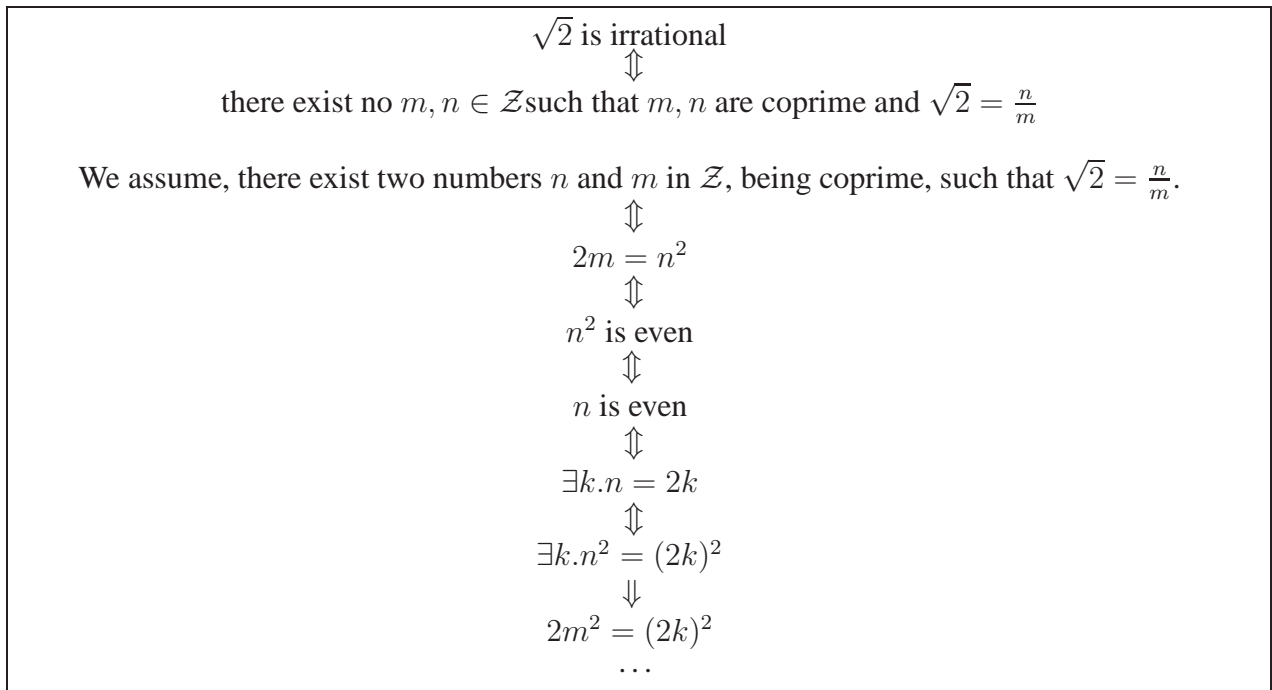 √2 is irrational
⇕
there exist no m, n ∈ 𝒵such that m, n are coprime and √2 = n/m
We assume, there exist two numbers n and m in 𝒵, being coprime, such that √2 = n/m.
⇕
2m = n²
⇕
n² is even
⇕
n is even
⇕
∃k.n = 2k
⇕
∃k.n² = (2k)²
⇓
2m² = (2k)²
...